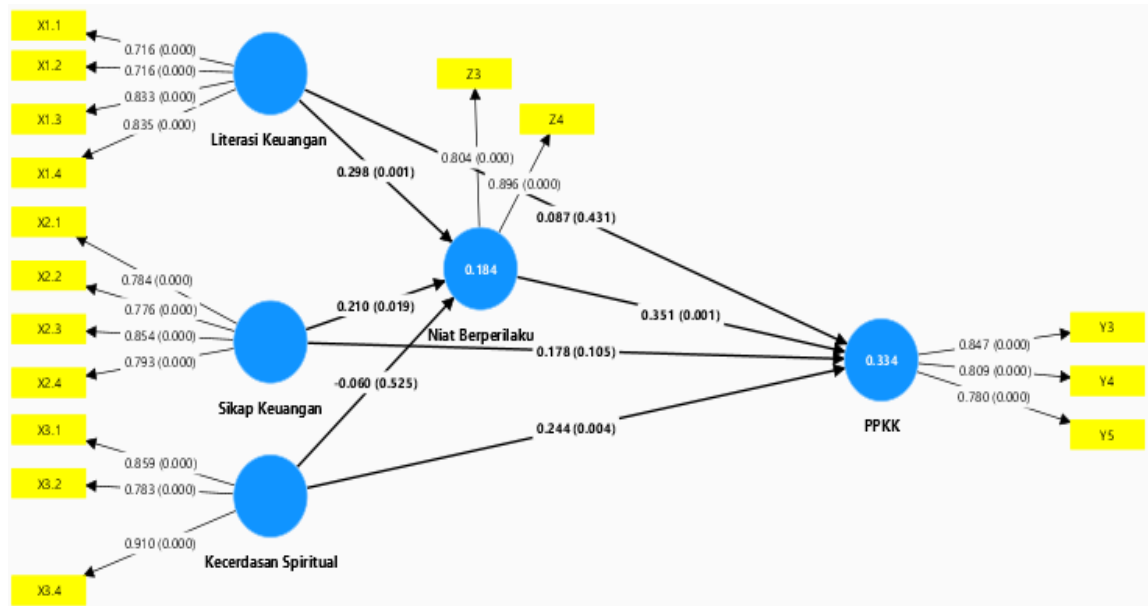 X1.1
0.716 (0.000)
X1.2
0.716 (0.000)
X1.3
0.833 (0.000)
X1.4
0.835 (0.000)
Literasi Keuangan
Z3
Z4
0.804 (0.000)
0.896 (0.000)
0.298 (0.001)
0.087 (0.431)
X2.1
0.784 (0.000)
X2.2
0.776 (0.000)
X2.3
0.854 (0.000)
X2.4
0.793 (0.000)
Sikap Keuangan
0.184
Niat Berperilaku
0.210 (0.019)
0.351 (0.001)
0.178 (0.105)
-0.060 (0.525)
0.244 (0.004)
X3.1
0.859 (0.000)
X3.2
0.783 (0.000)
0.910 (0.000)
X3.4
Kecerdasan Spiritual
0.334
PPKK
0.847 (0.000)
Y3
0.809 (0.000)
Y4
0.780 (0.000)
Y5